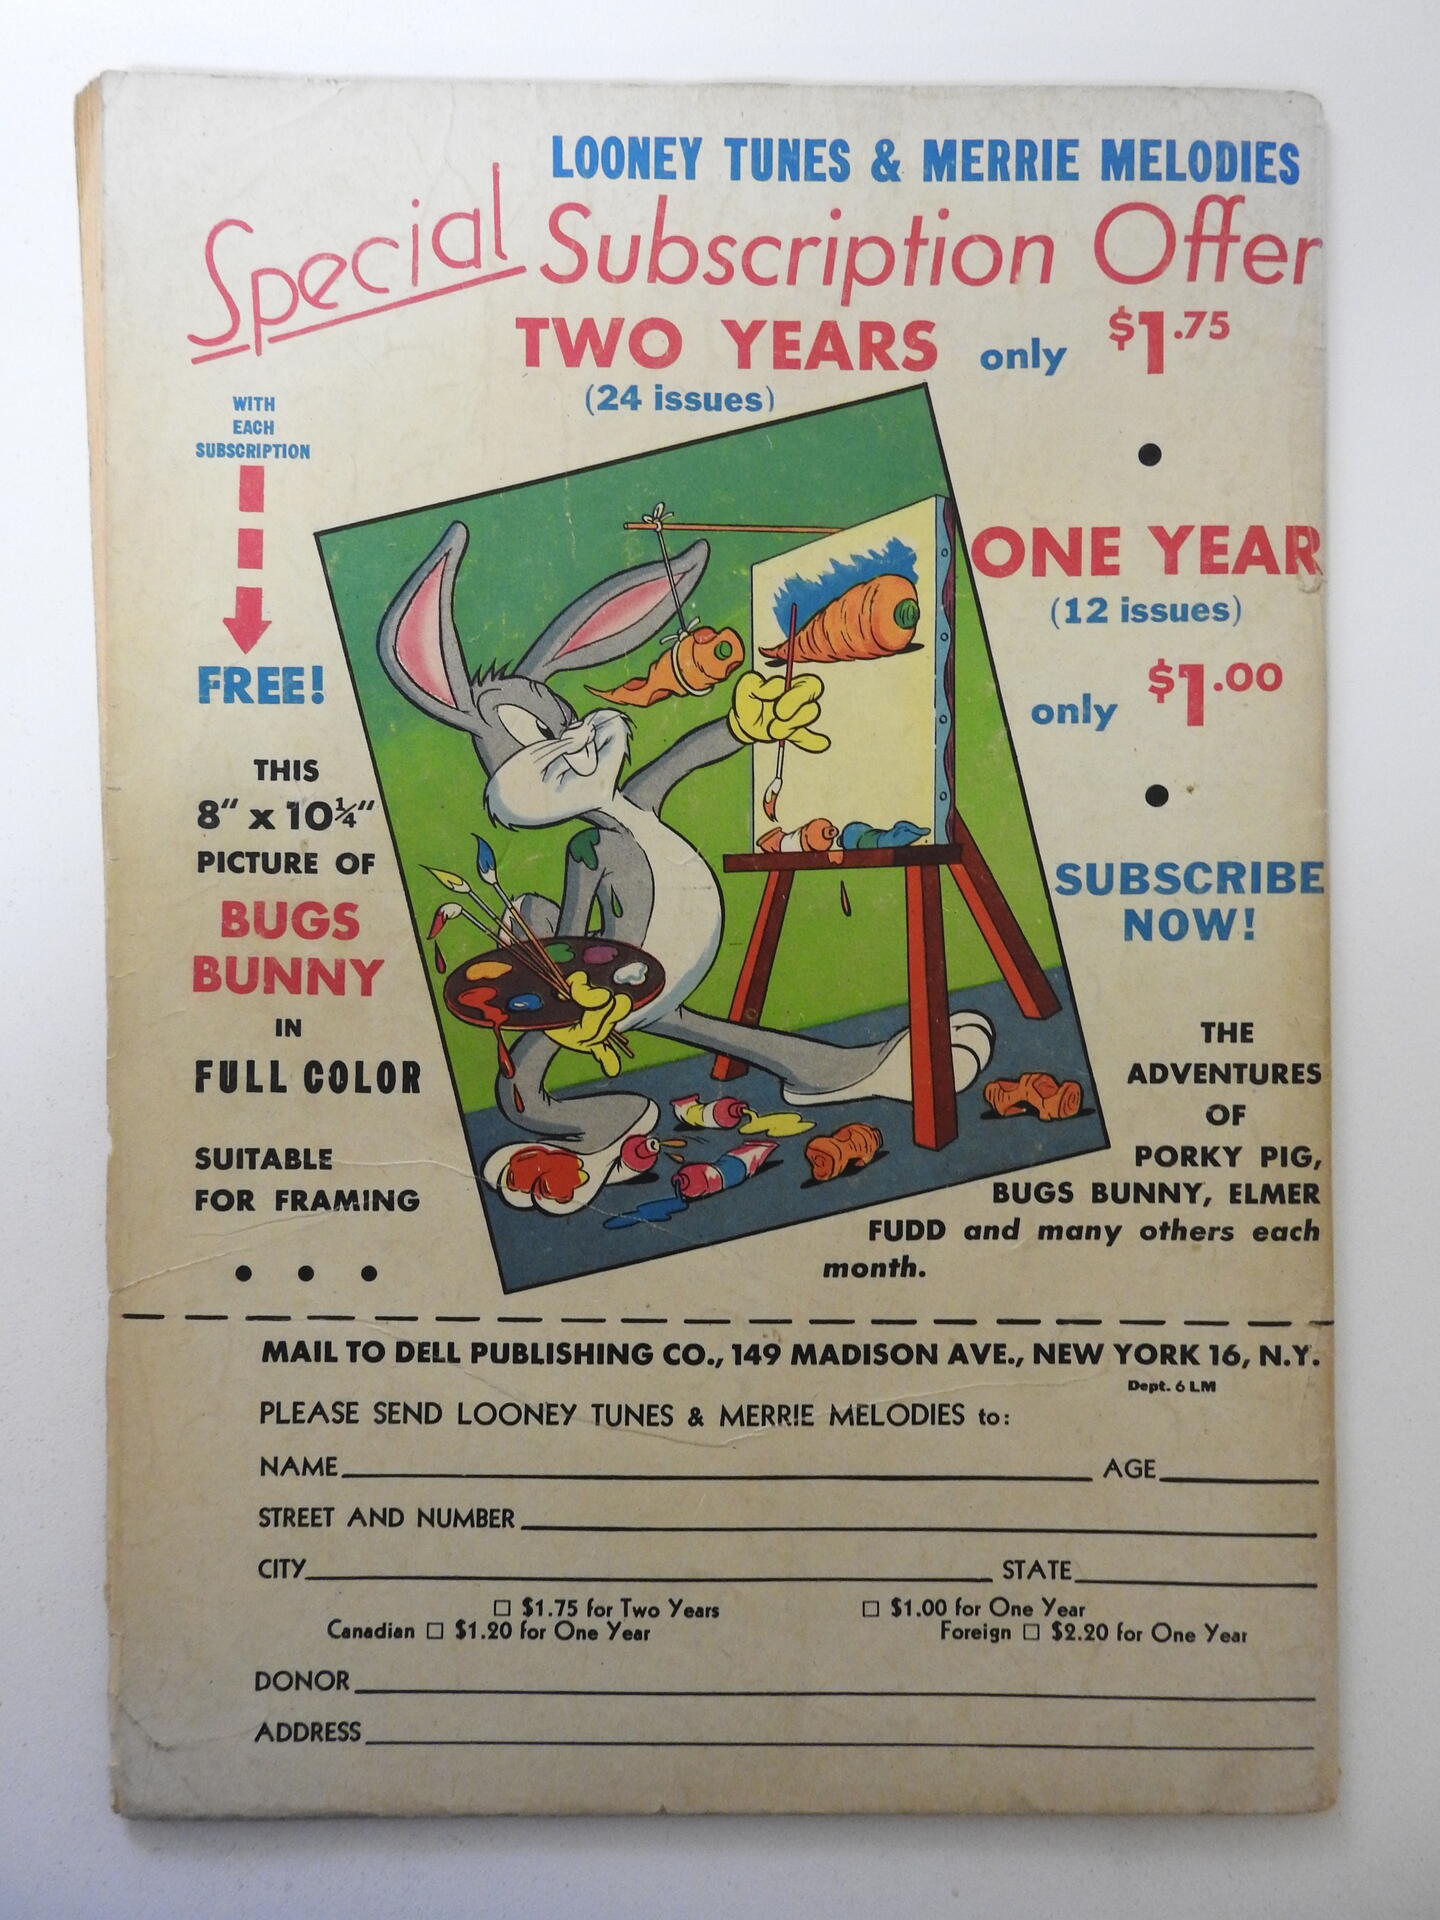 LOONEY TUNES & MERRIE MELODIES
Special Subscription Offer
TWO YEARS only $1.75
(24 issues)
WITH
EACH
SUBSCRIPTION
FREE!
THIS
8" x 10¼"
PICTURE OF
BUGS
BUNNY
IN
FULL COLOR
SUITABLE
FOR FRAMING
ONE YEAR
(12 issues)
only $1.00
SUBSCRIBE
NOW!
THE
ADVENTURES
OF
PORKY PIG,
BUGS BUNNY, ELMER
FUDD and many others each
month.
MAIL TO DELL PUBLISHING CO., 149 MADISON AVE., NEW YORK 16, N.Y.
Dept. 6 LM
PLEASE SEND LOONEY TUNES & MERRIE MELODIES to:
NAME AGE
STREET AND NUMBER
CITY STATE
□ $1.75 for Two Years □ $1.00 for One Year
Canadian □ $1.20 for One Year Foreign □ $2.20 for One Year
DONOR
ADDRESS